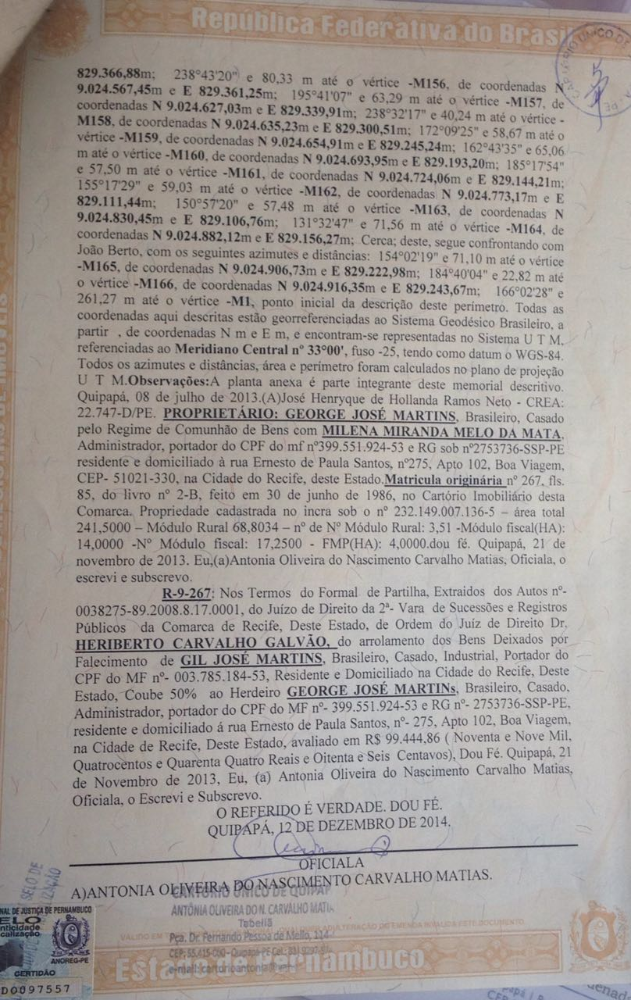 República Federativa do Brasil
829.366,88m; 238°43'20" e 80,33 m até o vértice -M156, de coordenadas N
9.024.567,45m e E 829.361,25m; 195°41'07" e 63,29 m até o vértice -M157, de
coordenadas N 9.024.627,03m e E 829.339,91m; 238°32'17" e 40,24 m até o vértice -
M158, de coordenadas N 9.024.635,23m e E 829.300,51m; 172°09'25" e 58,67 m até o
vértice -M159, de coordenadas N 9.024.654,91m e E 829.245,24m; 162°43'35" e 65,06
m até o vértice -M160, de coordenadas N 9.024.693,95m e E 829.193,20m; 185°17'54"
e 57,50 m até o vértice -M161, de coordenadas N 9.024.724,06m e E 829.144,21m;
155°17'29" e 59,03 m até o vértice -M162, de coordenadas N 9.024.773,17m e E
829.111,44m; 150°57'20" e 57,48 m até o vértice -M163, de coordenadas N
9.024.830,45m e E 829.106,76m; 131°32'47" e 71,56 m até o vértice -M164, de
coordenadas N 9.024.882,12m e E 829.156,27m; Cerca; deste, segue confrontando com
João Berto, com os seguintes azimutes e distâncias: 154°02'19" e 71,10 m até o vértice
-M165, de coordenadas N 9.024.906,73m e E 829.222,98m; 184°40'04" e 22,82 m até
o vértice -M166, de coordenadas N 9.024.916,35m e E 829.243,67m; 166°02'28" e
261,27 m até o vértice -M1, ponto inicial da descrição deste perímetro. Todas as
coordenadas aqui descritas estão georreferenciadas ao Sistema Geodésico Brasileiro, a
partir , de coordenadas N m e E m, e encontram-se representadas no Sistema U T M,
referenciadas ao Meridiano Central nº 33°00', fuso -25, tendo como datum o WGS-84.
Todos os azimutes e distâncias, área e perímetro foram calculados no plano de projeção
U T M.Observações:A planta anexa é parte integrante deste memorial descritivo.
Quipapá, 08 de julho de 2013.(A)José Henryque de Hollanda Ramos Neto - CREA:
22.747-D/PE. PROPRIETÁRIO: GEORGE JOSÉ MARTINS, Brasileiro, Casado
pelo Regime de Comunhão de Bens com MILENA MIRANDA MELO DA MATA,
Administrador, portador do CPF do mf nº399.551.924-53 e RG sob nº2753736-SSP-PE
residente e domiciliado à rua Ernesto de Paula Santos, nº275, Apto 102, Boa Viagem,
CEP- 51021-330, na Cidade do Recife, deste Estado.Matricula originária nº 267, fls.
85, do livro nº 2-B, feito em 30 de junho de 1986, no Cartório Imobiliário desta
Comarca. Propriedade cadastrada no incra sob o nº 232.149.007.136-5 – área total
241,5000 – Módulo Rural 68,8034 – nº de Nº Módulo Rural: 3,51 -Módulo fiscal(HA):
14,0000 -Nº Módulo fiscal: 17,2500 - FMP(HA): 4,0000.dou fé. Quipapá, 21 de
novembro de 2013. Eu,(a)Antonia Oliveira do Nascimento Carvalho Matias, Oficiala, o
escrevi e subscrevo.
R-9-267: Nos Termos do Formal de Partilha, Extraidos dos Autos nº-
0038275-89.2008.8.17.0001, do Juízo de Direito da 2ª- Vara de Sucessões e Registros
Públicos da Comarca de Recife, Deste Estado, de Ordem do Juíz de Direito Dr.
HERIBERTO CARVALHO GALVÃO, do arrolamento dos Bens Deixados por
Falecimento de GIL JOSÉ MARTINS, Brasileiro, Casado, Industrial, Portador do
CPF do MF nº- 003.785.184-53, Residente e Domiciliado na Cidade do Recife, Deste
Estado, Coube 50% ao Herdeiro GEORGE JOSÉ MARTINs, Brasileiro, Casado,
Administrador, portador do CPF do MF nº- 399.551.924-53 e RG nº- 2753736-SSP-PE,
residente e domiciliado á rua Ernesto de Paula Santos, nº- 275, Apto 102, Boa Viagem,
na Cidade de Recife, Deste Estado, avaliado em R$ 99.444,86 ( Noventa e Nove Mil,
Quatrocentos e Quarenta Quatro Reais e Oitenta e Seis Centavos), Dou Fé. Quipapá, 21
de Novembro de 2013, Eu, (a) Antonia Oliveira do Nascimento Carvalho Matias,
Oficiala, o Escrevi e Subscrevo.
O REFERIDO É VERDADE. DOU FÉ.
QUIPAPÁ, 12 DE DEZEMBRO DE 2014.
OFICIALA
A)ANTONIA OLIVEIRA DO NASCIMENTO CARVALHO MATIAS.
CARTÓRIO ÚNICO DE QUIPAP
ANTÔNIA OLIVEIRA DO N. CARVALHO MATIA
Tabeliã
Pça. Dr. Fernando Pessoa de Mello, 114
CEP: 55.415-000 - Quipapá-PE
SELO DE
NAL DE JUSTIÇA DE PERNAMBUCO
ELO
nticidade
calização
ANOREG-PE
CERTIDÃO
D0097557
Estado de Pernambuco